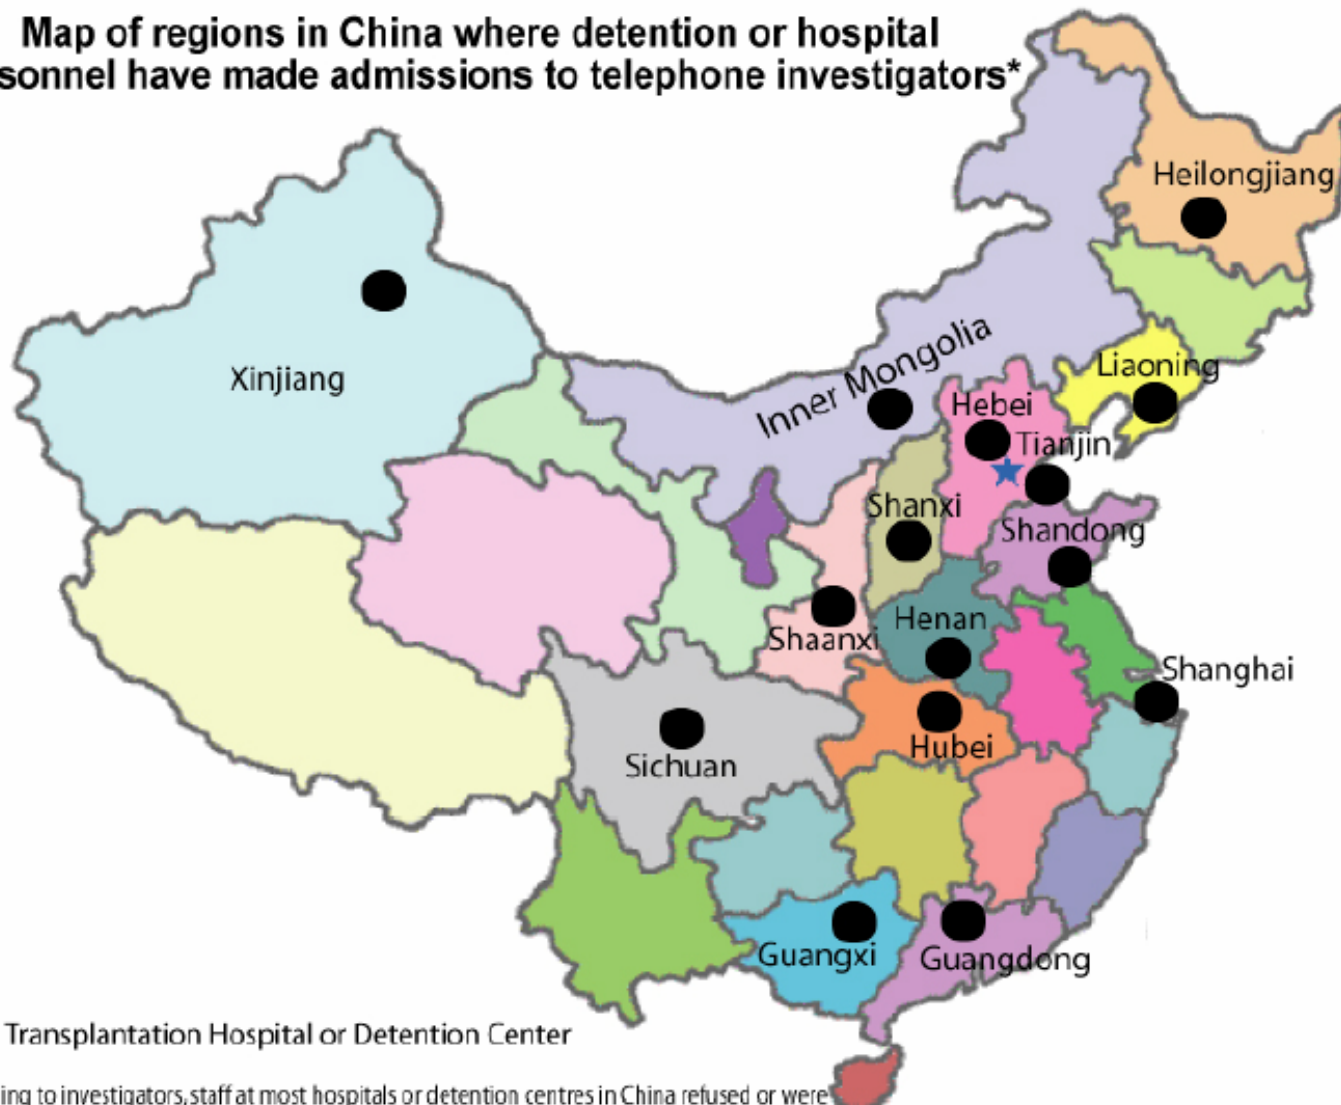 Map of regions in China where detention or hospital
sonnel have made admissions to telephone investigators*
Heilongjiang
Xinjiang
Inner Mongolia
Liaoning
Hebei
Tianjin
Shanxi
Shandong
Henan
Shaanxi
Shanghai
Hubei
Sichuan
Guangxi
Guangdong
Transplantation Hospital or Detention Center
ing to investigators, staff at most hospitals or detention centres in China refused or were